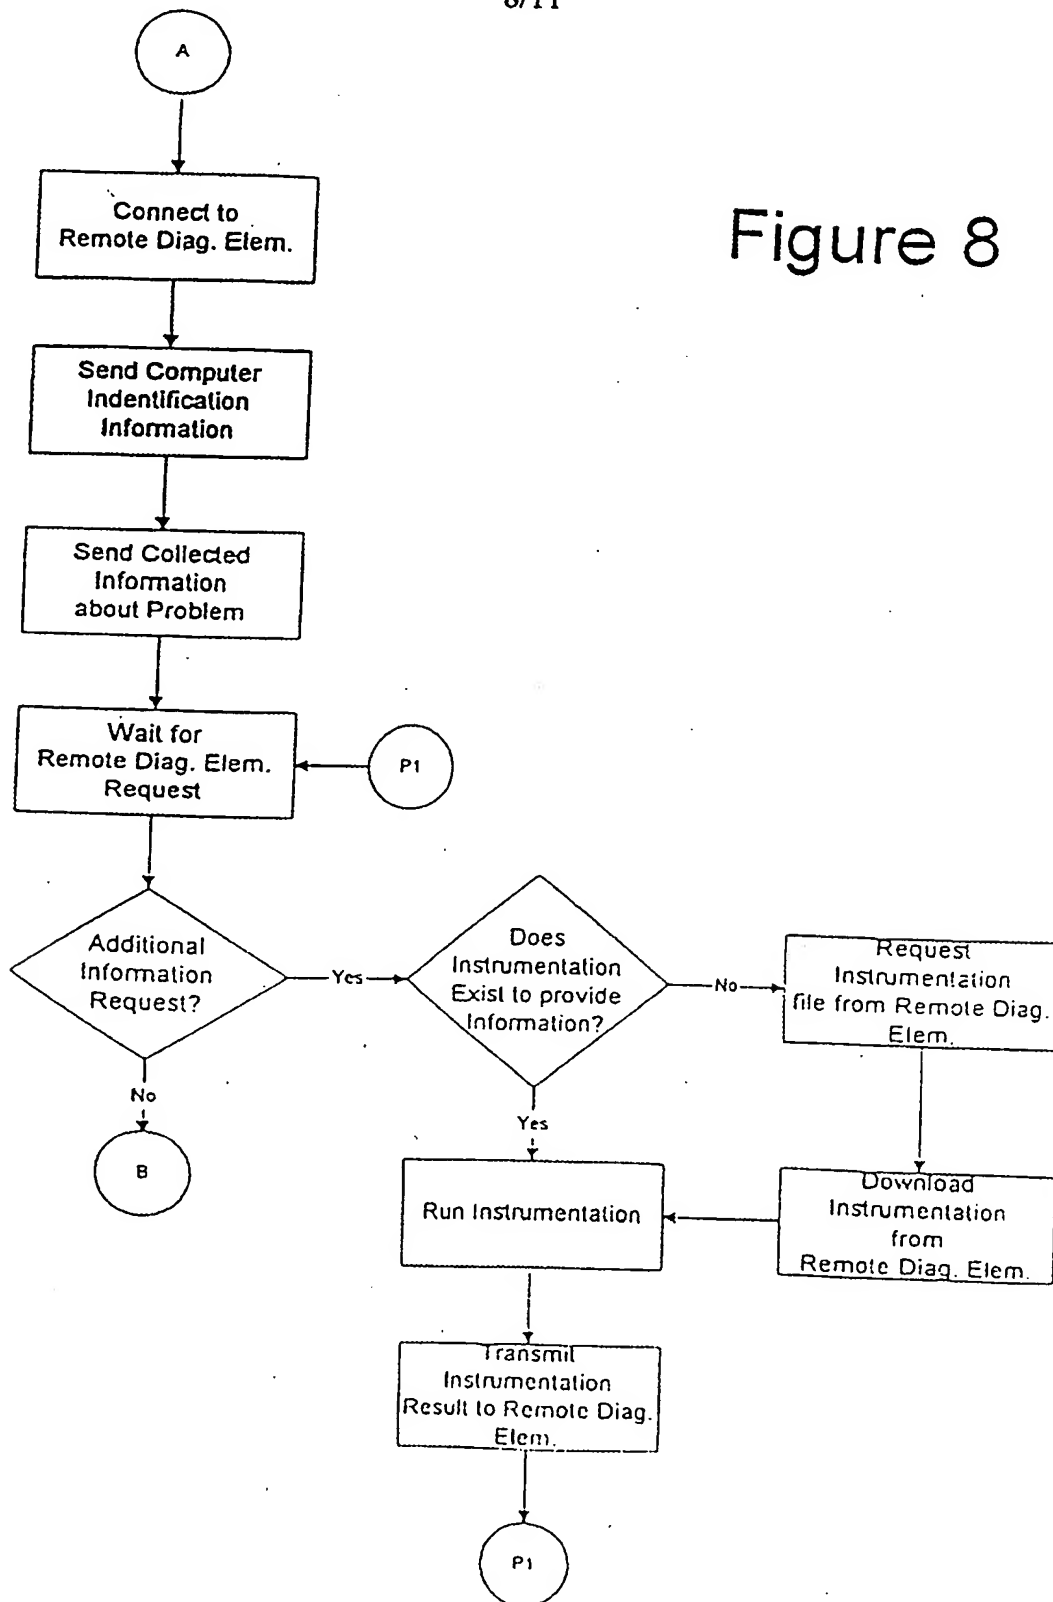 8/11
A
Connect to
Remote Diag. Elem.
Figure 8
Send Computer
Indentification
Information
Send Collected
Information
about Problem
Wait for
Remote Diag. Elem.
Request
P1
Additional
Information
Request?
Yes
Does
Instrumentation
Exist to provide
Information?
No
Request
Instrumentation
file from Remote Diag.
Elem.
No
B
Yes
Run Instrumentation
Download
Instrumentation
from
Remote Diag. Elem.
Transmit
Instrumentation
Result to Remote Diag.
Elem.
P1